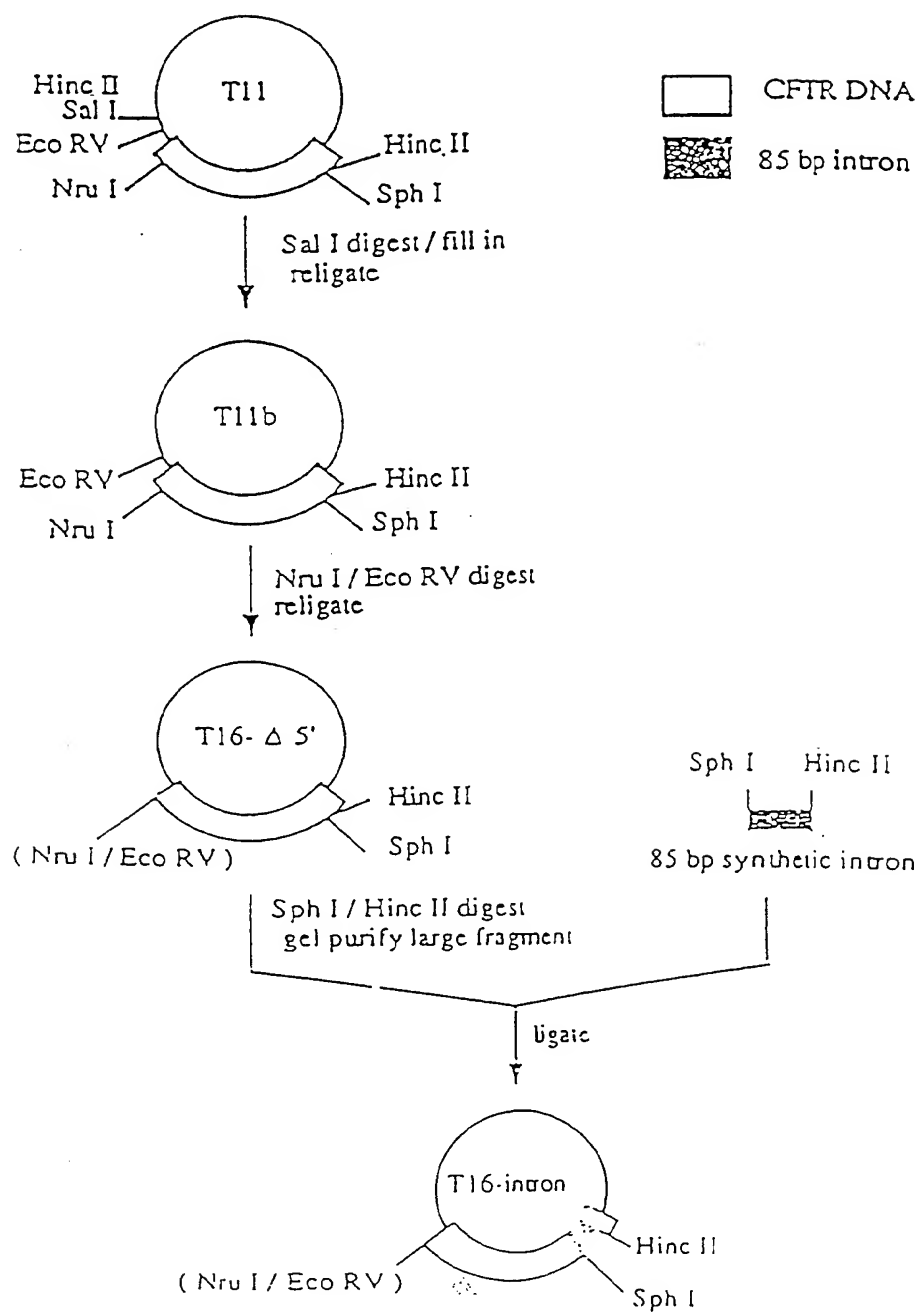 T11
Hinc II
Sal I
Eco RV
Nru I
Hinc II
Sph I
CFTR DNA
85 bp intron
Sal I digest / fill in
religate
T11b
Eco RV
Nru I
Hinc II
Sph I
Nru I / Eco RV digest
religate
T16- Δ 5'
Hinc II
Sph I
( Nru I / Eco RV )
Sph I Hinc II
85 bp synthetic intron
Sph I / Hinc II digest
gel purify large fragment
ligate
T16-intron
Hinc II
( Nru I / Eco RV )
Sph I